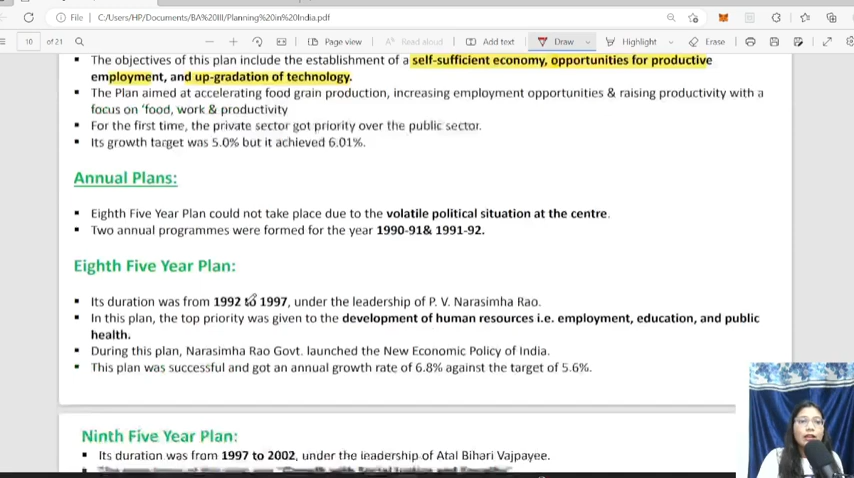 File
C:/Users/HP/Documents/BA%20III/Planning%20in%20India.pdf
10 of 21
Page view
Read aloud
Add text
Draw
Highlight
Erase
The objectives of this plan include the establishment of a self-sufficient economy, opportunities for productive
employment, and up-gradation of technology.
The Plan aimed at accelerating food grain production, increasing employment opportunities & raising productivity with a
focus on ‘food, work & productivity
For the first time, the private sector got priority over the public sector.
Its growth target was 5.0% but it achieved 6.01%.
Annual Plans:
Eighth Five Year Plan could not take place due to the volatile political situation at the centre.
Two annual programmes were formed for the year 1990-91& 1991-92.
Eighth Five Year Plan:
Its duration was from 1992 to 1997, under the leadership of P. V. Narasimha Rao.
In this plan, the top priority was given to the development of human resources i.e. employment, education, and public
health.
During this plan, Narasimha Rao Govt. launched the New Economic Policy of India.
This plan was successful and got an annual growth rate of 6.8% against the target of 5.6%.
Ninth Five Year Plan:
Its duration was from 1997 to 2002, under the leadership of Atal Bihari Vajpayee.